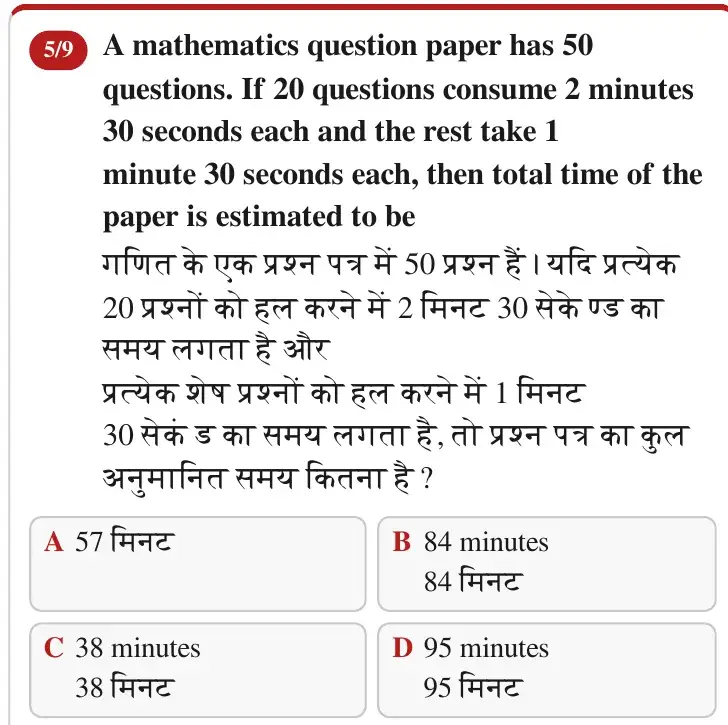 5/9 A mathematics question paper has 50
questions. If 20 questions consume 2 minutes
30 seconds each and the rest take 1
minute 30 seconds each, then total time of the
paper is estimated to be
गणित के एक प्रश्न पत्र में 50 प्रश्न हैं। यदि प्रत्येक
20 प्रश्नों को हल करने में 2 मिनट 30 सेके ण्ड का
समय लगता है और
प्रत्येक शेष प्रश्नों को हल करने में 1 मिनट
30 सेकं ड का समय लगता है, तो प्रश्न पत्र का कुल
अनुमानित समय कितना है ?
A 57 मिनट
B 84 minutes
84 मिनट
C 38 minutes
38 मिनट
D 95 minutes
95 मिनट